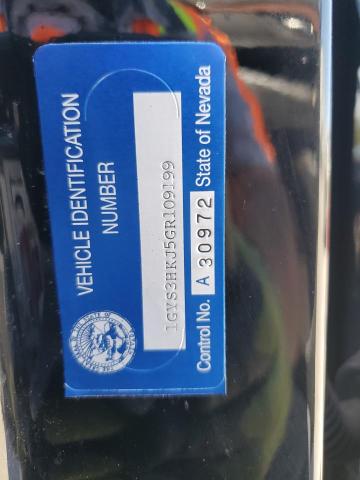 VEHICLE IDENTIFICATION
NUMBER
1GYS3HKJ5GR109199
Control No. A 30972 State of Nevada